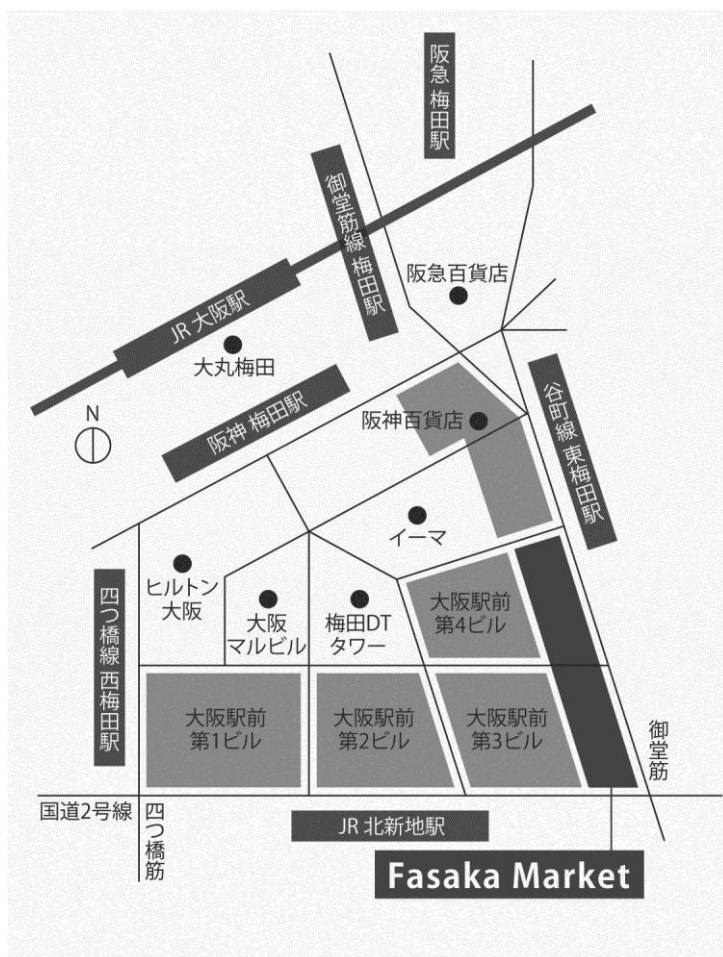 阪急 梅田駅
御堂筋線 梅田駅
阪急百貨店
JR 大阪駅
大丸梅田
N
阪神 梅田駅
阪神百貨店
谷町線 東梅田駅
イーマ
ヒルトン
大阪
大阪
マルビル
梅田DT
タワー
大阪駅前
第4ビル
四つ橋線 西梅田駅
大阪駅前
第1ビル
大阪駅前
第2ビル
大阪駅前
第3ビル
御堂筋
国道2号線
四つ橋筋
JR 北新地駅
Fasaka Market